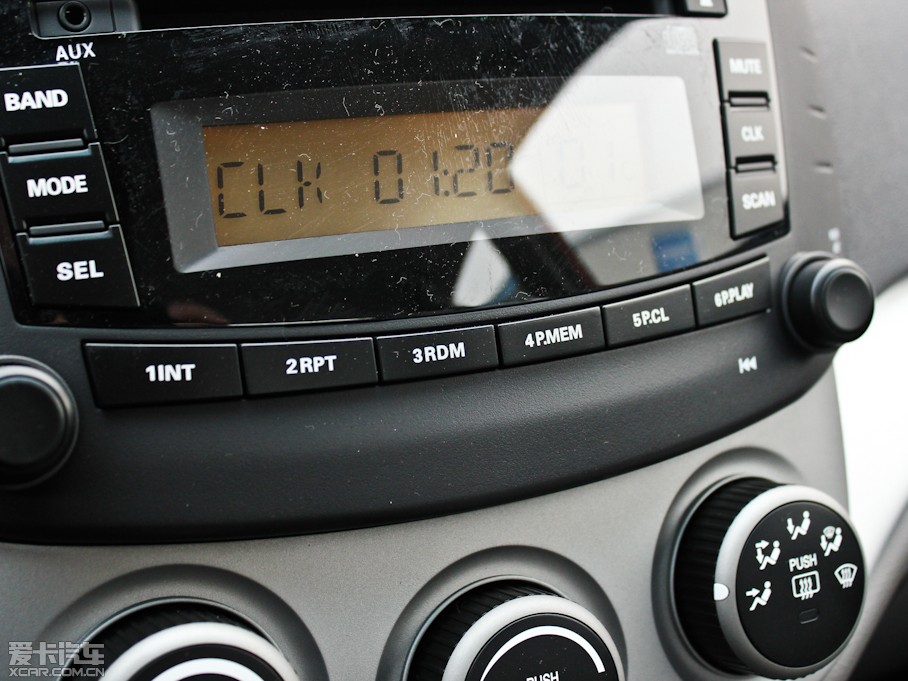 AUX
BAND
MODE
SEL
CLK 01:20
MUTE
CLK
SCAN
1INT
2RPT
3RDM
4P.MEM
5P.CL
6P.PLAY
PUSH
PUSH
爱卡汽车
XCAR.COM.CN